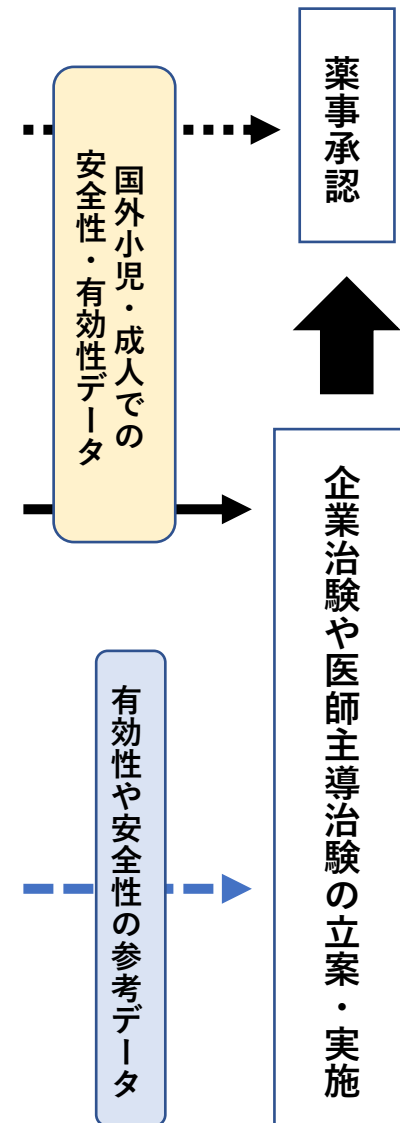 薬事承認
国外小児・成人での
安全性・有効性データ
企業治験や医師主導治験の立案・実施
有効性や安全性の参考データ